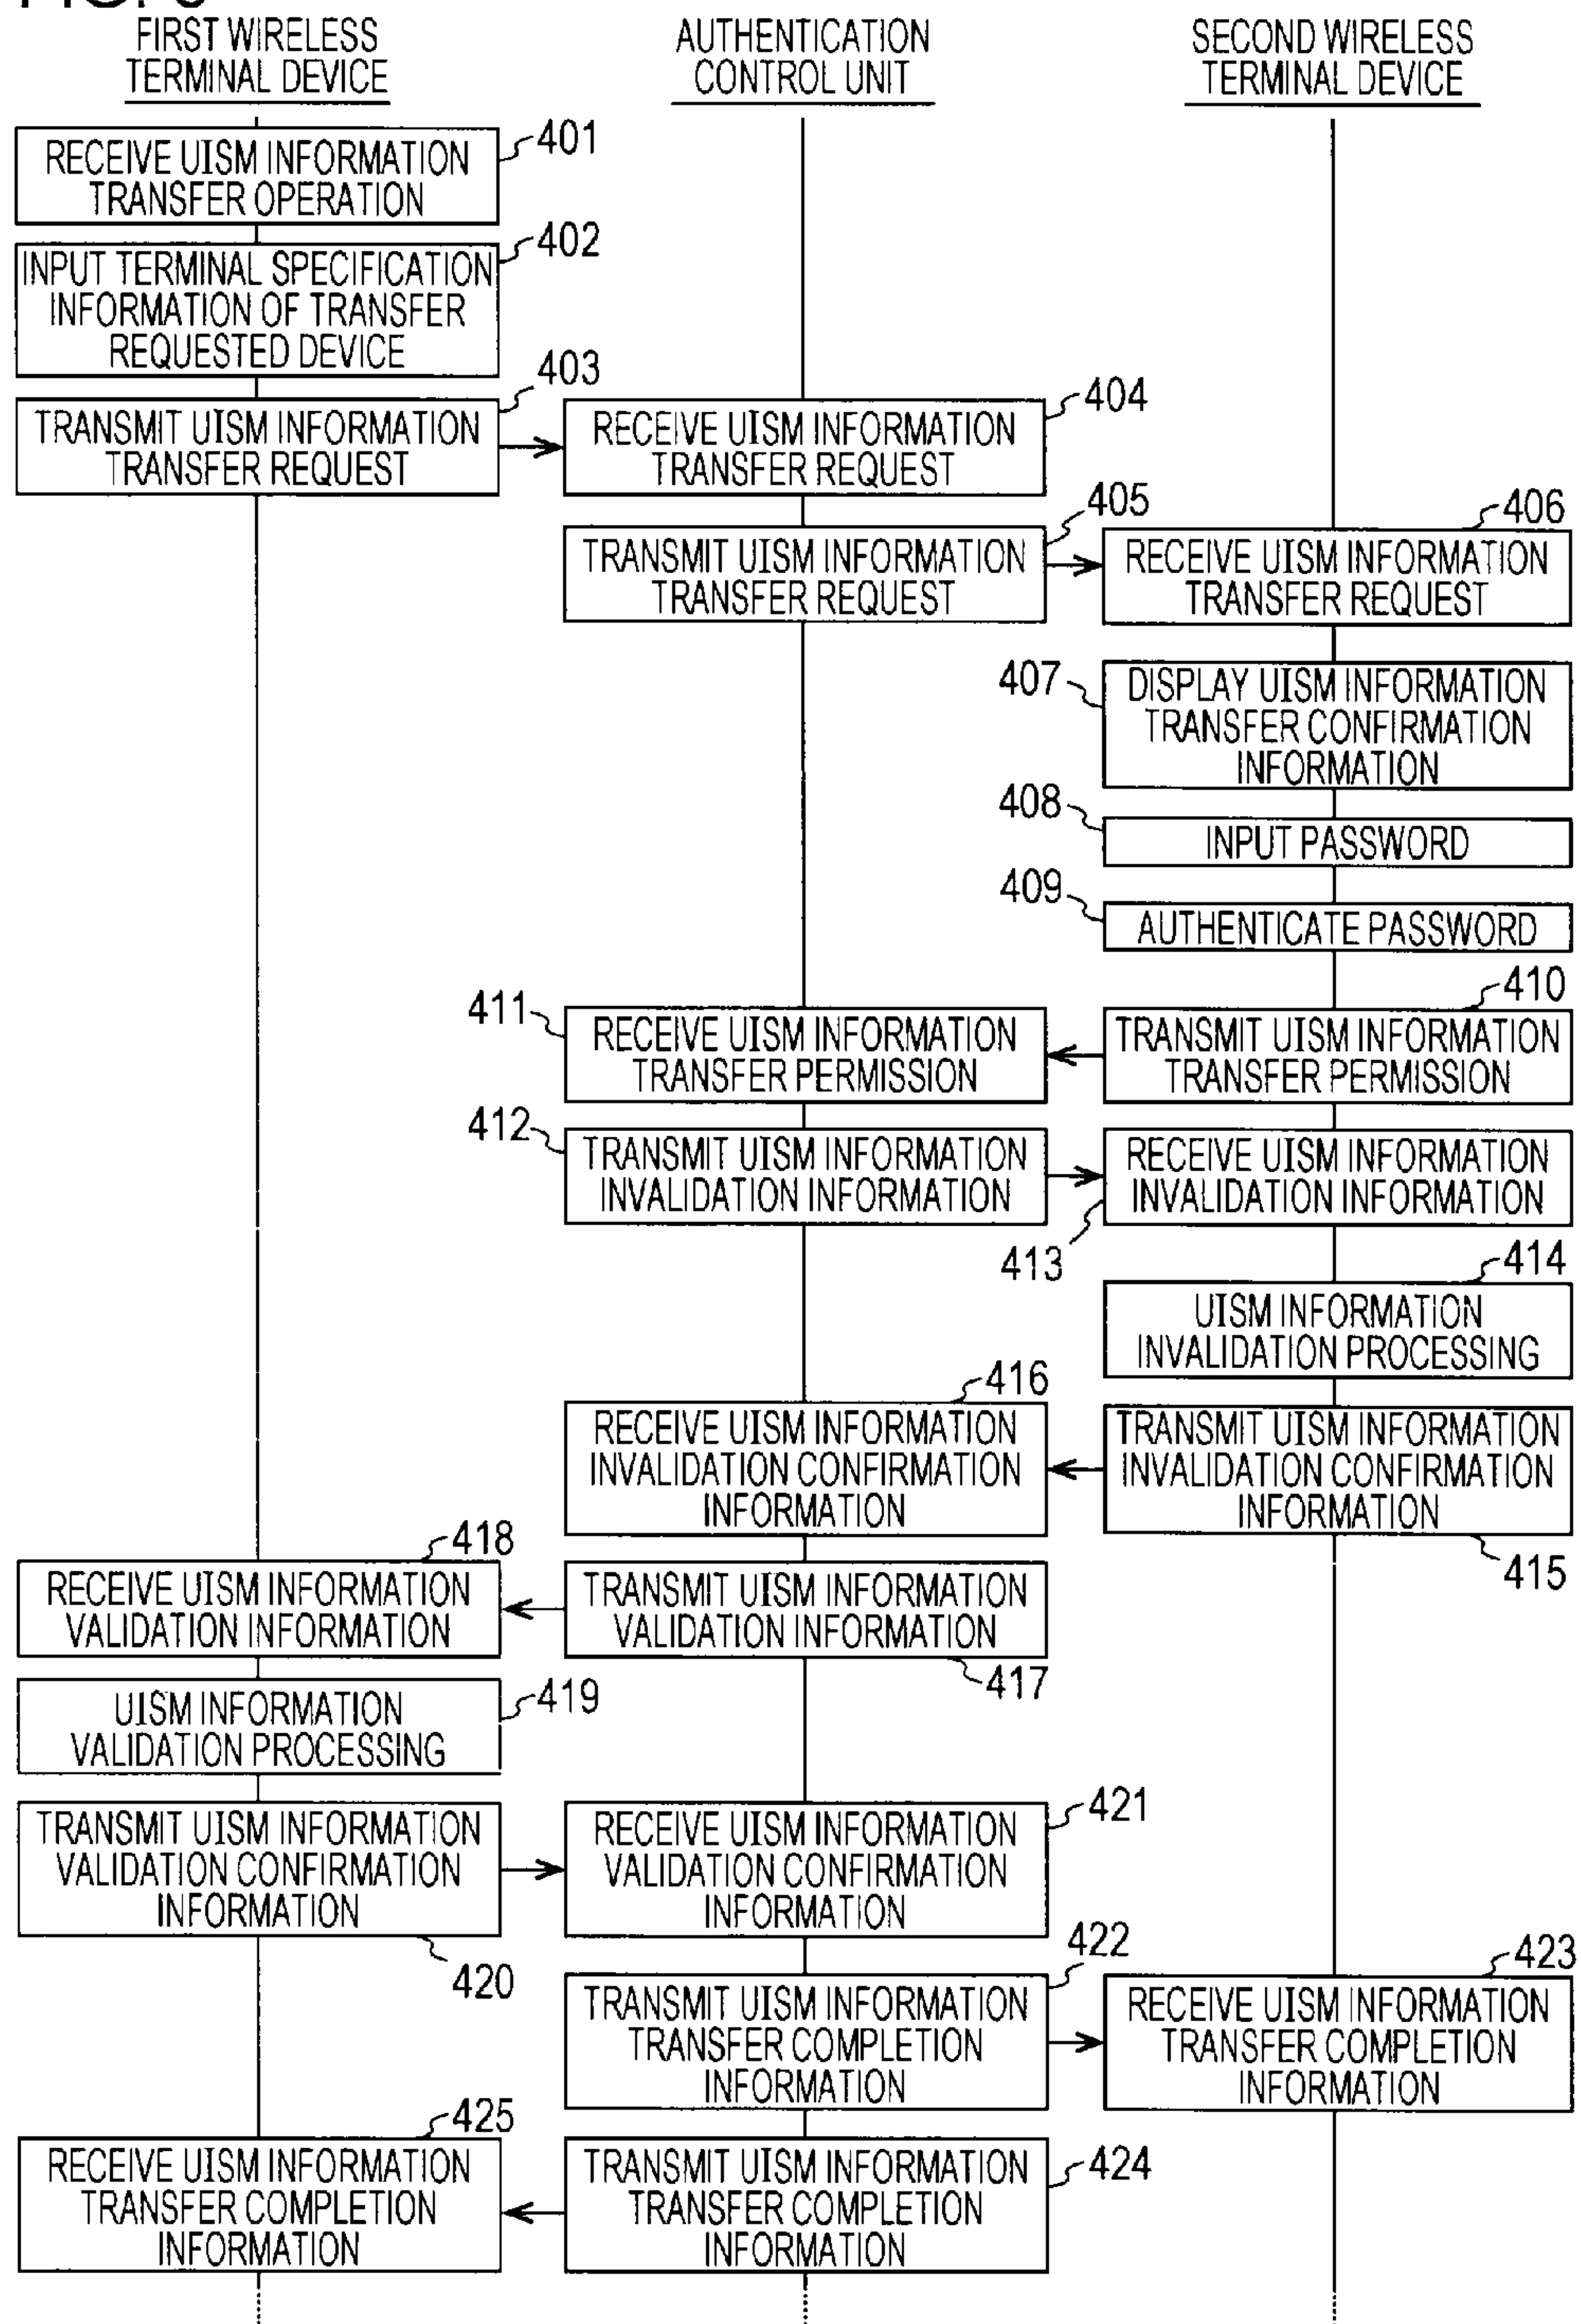 FIRST WIRELESS
TERMINAL DEVICE
AUTHENTICATION
CONTROL UNIT
SECOND WIRELESS
TERMINAL DEVICE
401
RECEIVE UISM INFORMATION
TRANSFER OPERATION
402
INPUT TERMINAL SPECIFICATION
INFORMATION OF TRANSFER
REQUESTED DEVICE
403
TRANSMIT UISM INFORMATION
TRANSFER REQUEST
404
RECEIVE UISM INFORMATION
TRANSFER REQUEST
405
TRANSMIT UISM INFORMATION
TRANSFER REQUEST
406
RECEIVE UISM INFORMATION
TRANSFER REQUEST
407
DISPLAY UISM INFORMATION
TRANSFER CONFIRMATION
INFORMATION
408
INPUT PASSWORD
409
AUTHENTICATE PASSWORD
410
TRANSMIT UISM INFORMATION
TRANSFER PERMISSION
411
RECEIVE UISM INFORMATION
TRANSFER PERMISSION
412
TRANSMIT UISM INFORMATION
INVALIDATION INFORMATION
RECEIVE UISM INFORMATION
INVALIDATION INFORMATION
413
414
UISM INFORMATION
INVALIDATION PROCESSING
416
RECEIVE UISM INFORMATION
INVALIDATION CONFIRMATION
INFORMATION
TRANSMIT UISM INFORMATION
INVALIDATION CONFIRMATION
INFORMATION
415
418
RECEIVE UISM INFORMATION
VALIDATION INFORMATION
TRANSMIT UISM INFORMATION
VALIDATION INFORMATION
417
419
UISM INFORMATION
VALIDATION PROCESSING
TRANSMIT UISM INFORMATION
VALIDATION CONFIRMATION
INFORMATION
420
421
RECEIVE UISM INFORMATION
VALIDATION CONFIRMATION
INFORMATION
422
TRANSMIT UISM INFORMATION
TRANSFER COMPLETION
INFORMATION
423
RECEIVE UISM INFORMATION
TRANSFER COMPLETION
INFORMATION
425
RECEIVE UISM INFORMATION
TRANSFER COMPLETION
INFORMATION
424
TRANSMIT UISM INFORMATION
TRANSFER COMPLETION
INFORMATION